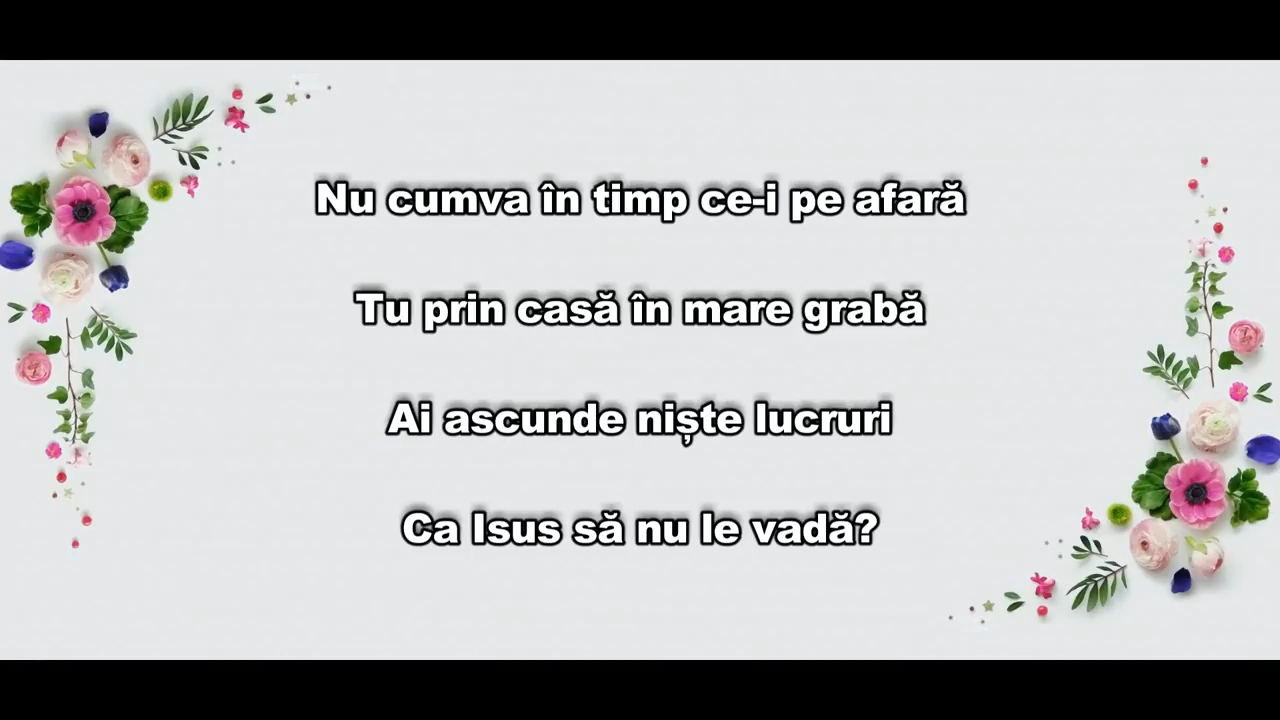 Nu cumva în timp ce-i pe afară
Tu prin casă în mare grabă
Ai ascunde niște lucruri
Ca Isus să nu le vadă?